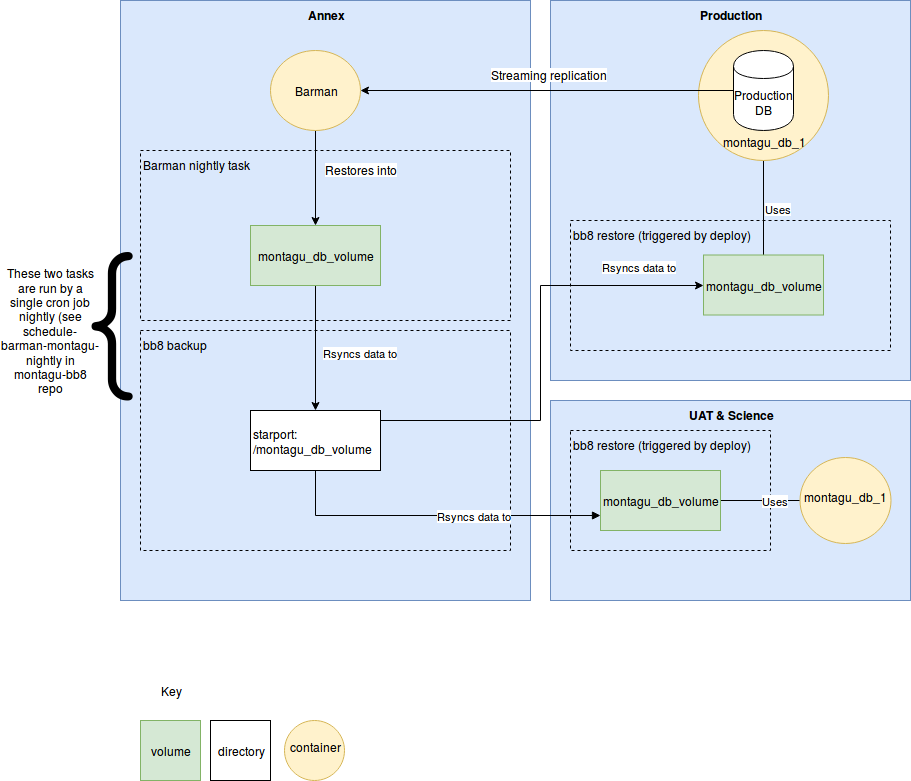 Annex
Production
Streaming replication
Barman
Production
DB
montagu_db_1
Barman nightly task
Restores into
montagu_db_volume
Uses
bb8 restore (triggered by deploy)
Rsyncs data to
montagu_db_volume
These two tasks
are run by a
single cron job
nightly (see
schedule-
barman-montagu-
nightly in
montagu-bb8
repo
bb8 backup
Rsyncs data to
starport:
/montagu_db_volume
Rsyncs data to
UAT & Science
bb8 restore (triggered by deploy)
montagu_db_volume
Uses
montagu_db_1
Key
volume
directory
container